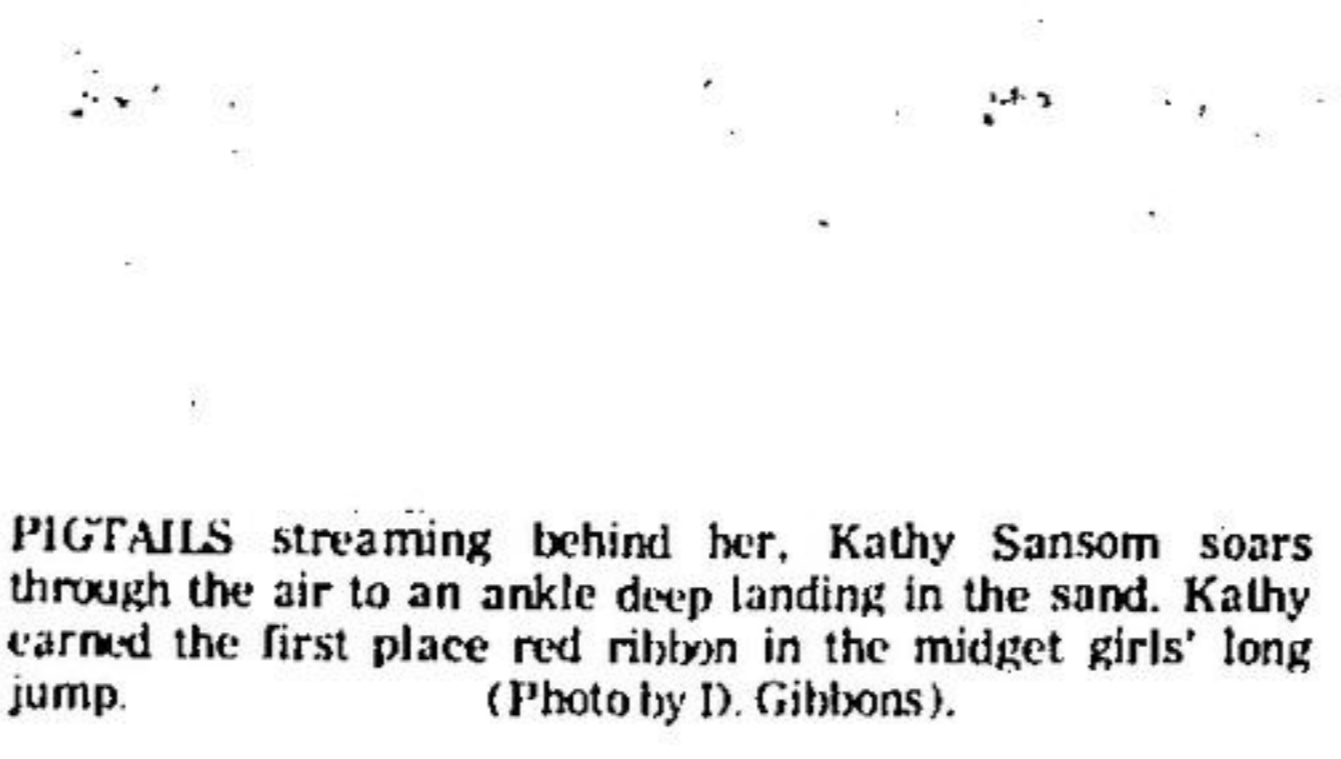 PIGTAILS streaming behind her, Kathy Sansom soars
through the air to an ankle deep landing in the sand. Kathy
earned the first place red ribbon in the midget girls' long
jump. (Photo by D. Gibbons).